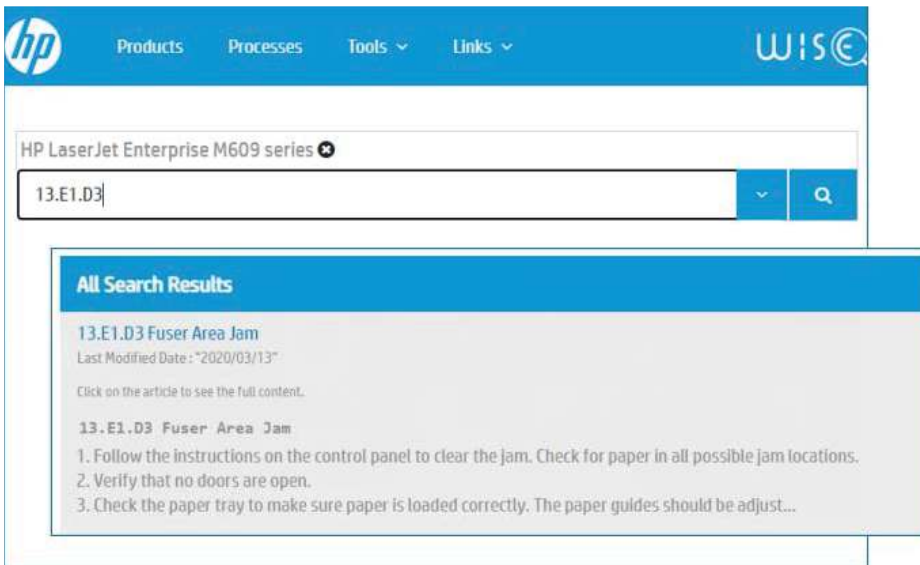 hp Products Processes Tools Links WISE
HP LaserJet Enterprise M609 series
13.E1.D3
All Search Results
13.E1.D3 Fuser Area Jam
Last Modified Date : "2020/03/13"
Click on the article to see the full content.
13.E1.D3 Fuser Area Jam
1. Follow the instructions on the control panel to clear the jam. Check for paper in all possible jam locations.
2. Verify that no doors are open.
3. Check the paper tray to make sure paper is loaded correctly. The paper guides should be adjust...